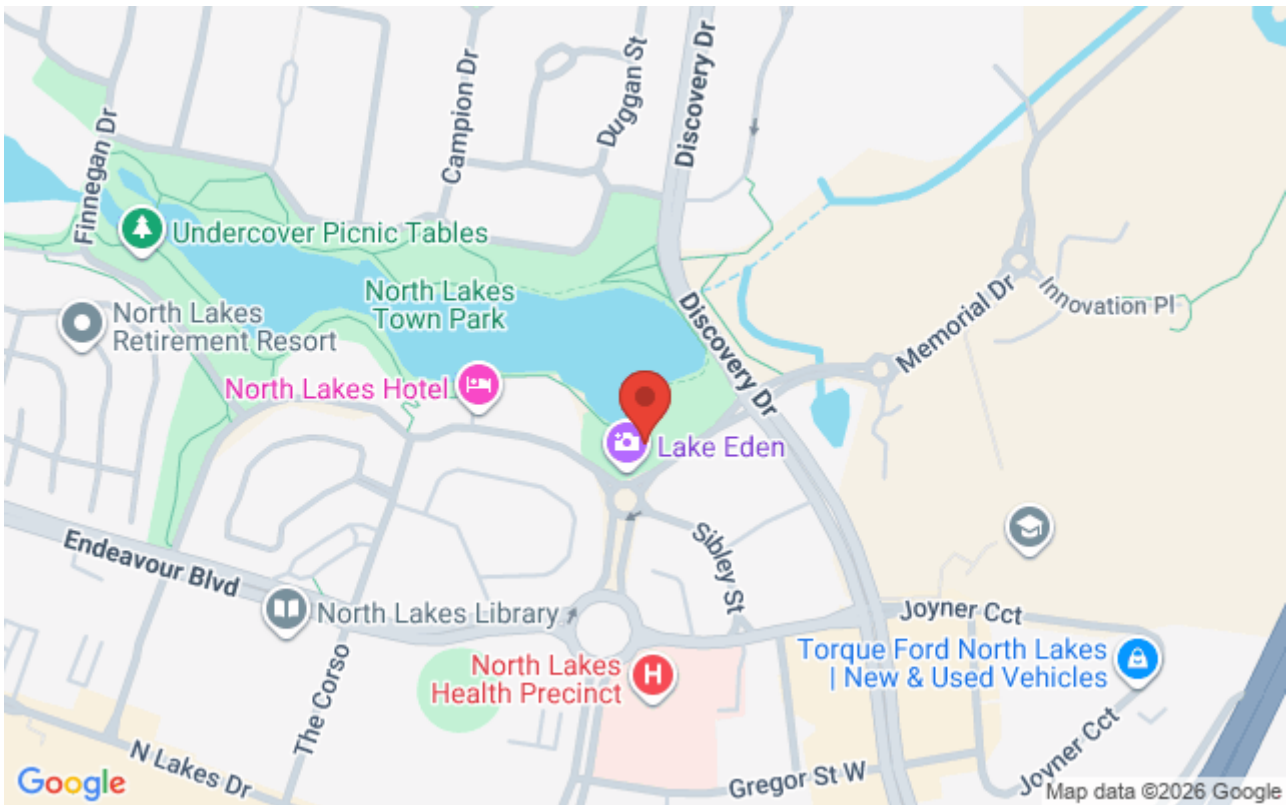 Finnegan Dr
Campion Dr
Duggan St
Discovery Dr
Undercover Picnic Tables
North Lakes
Town Park
North Lakes
Retirement Resort
North Lakes Hotel
Discovery Dr
Memorial Dr
Innovation Pl
Lake Eden
Sibley St
Endeavour Blvd
North Lakes Library
Joyner Cct
The Corso
North Lakes
Health Precinct
H
Torque Ford North Lakes
| New & Used Vehicles
N Lakes Dr
Joyner Cct
Gregor St W
Google
Map data ©2026 Google